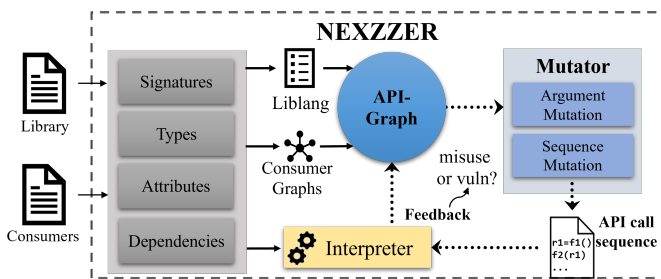 NEXZZER
Library
Consumers
Signatures
Types
Attributes
Dependencies
Liblang
Consumer
Graphs
API-
Graph
Interpreter
Mutator
Argument
Mutation
Sequence
Mutation
misuse
or vuln?
Feedback
API call
sequence
r1=f1()
f2(r1)
...